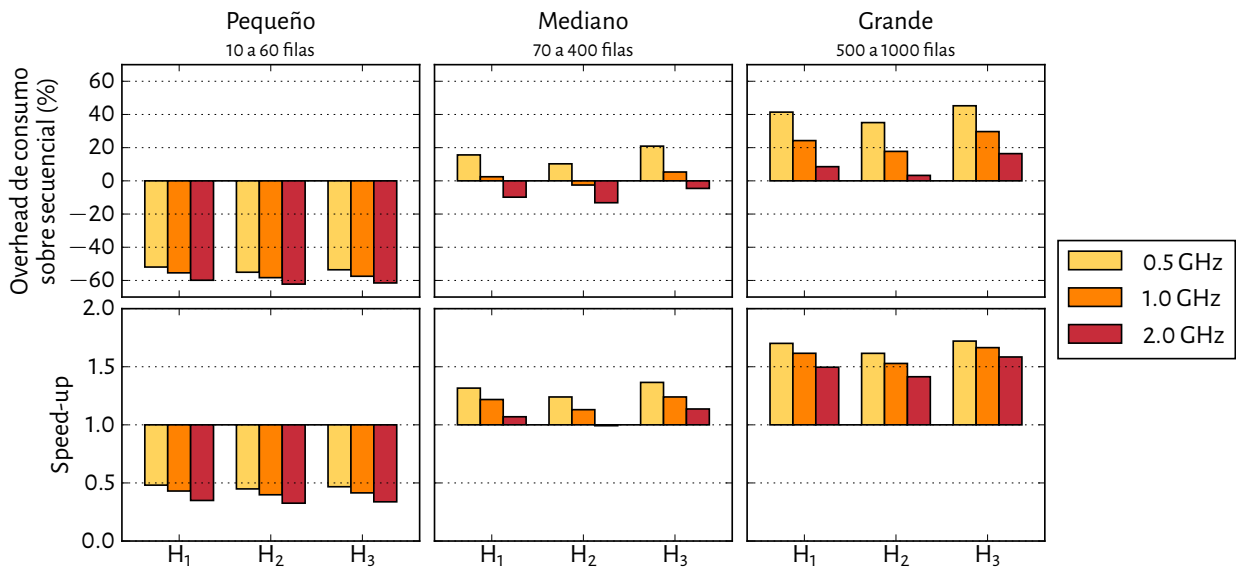 Pequeño
10 a 60 filas
Mediano
70 a 400 filas
Grande
500 a 1000 filas
Overhead de consumo
sobre secuencial (%)
60
40
20
0
−20
−40
−60
0.5 GHz
1.0 GHz
2.0 GHz
Speed-up
2.0
1.5
1.0
0.5
0.0
H₁ H₂ H₃
H₁ H₂ H₃
H₁ H₂ H₃